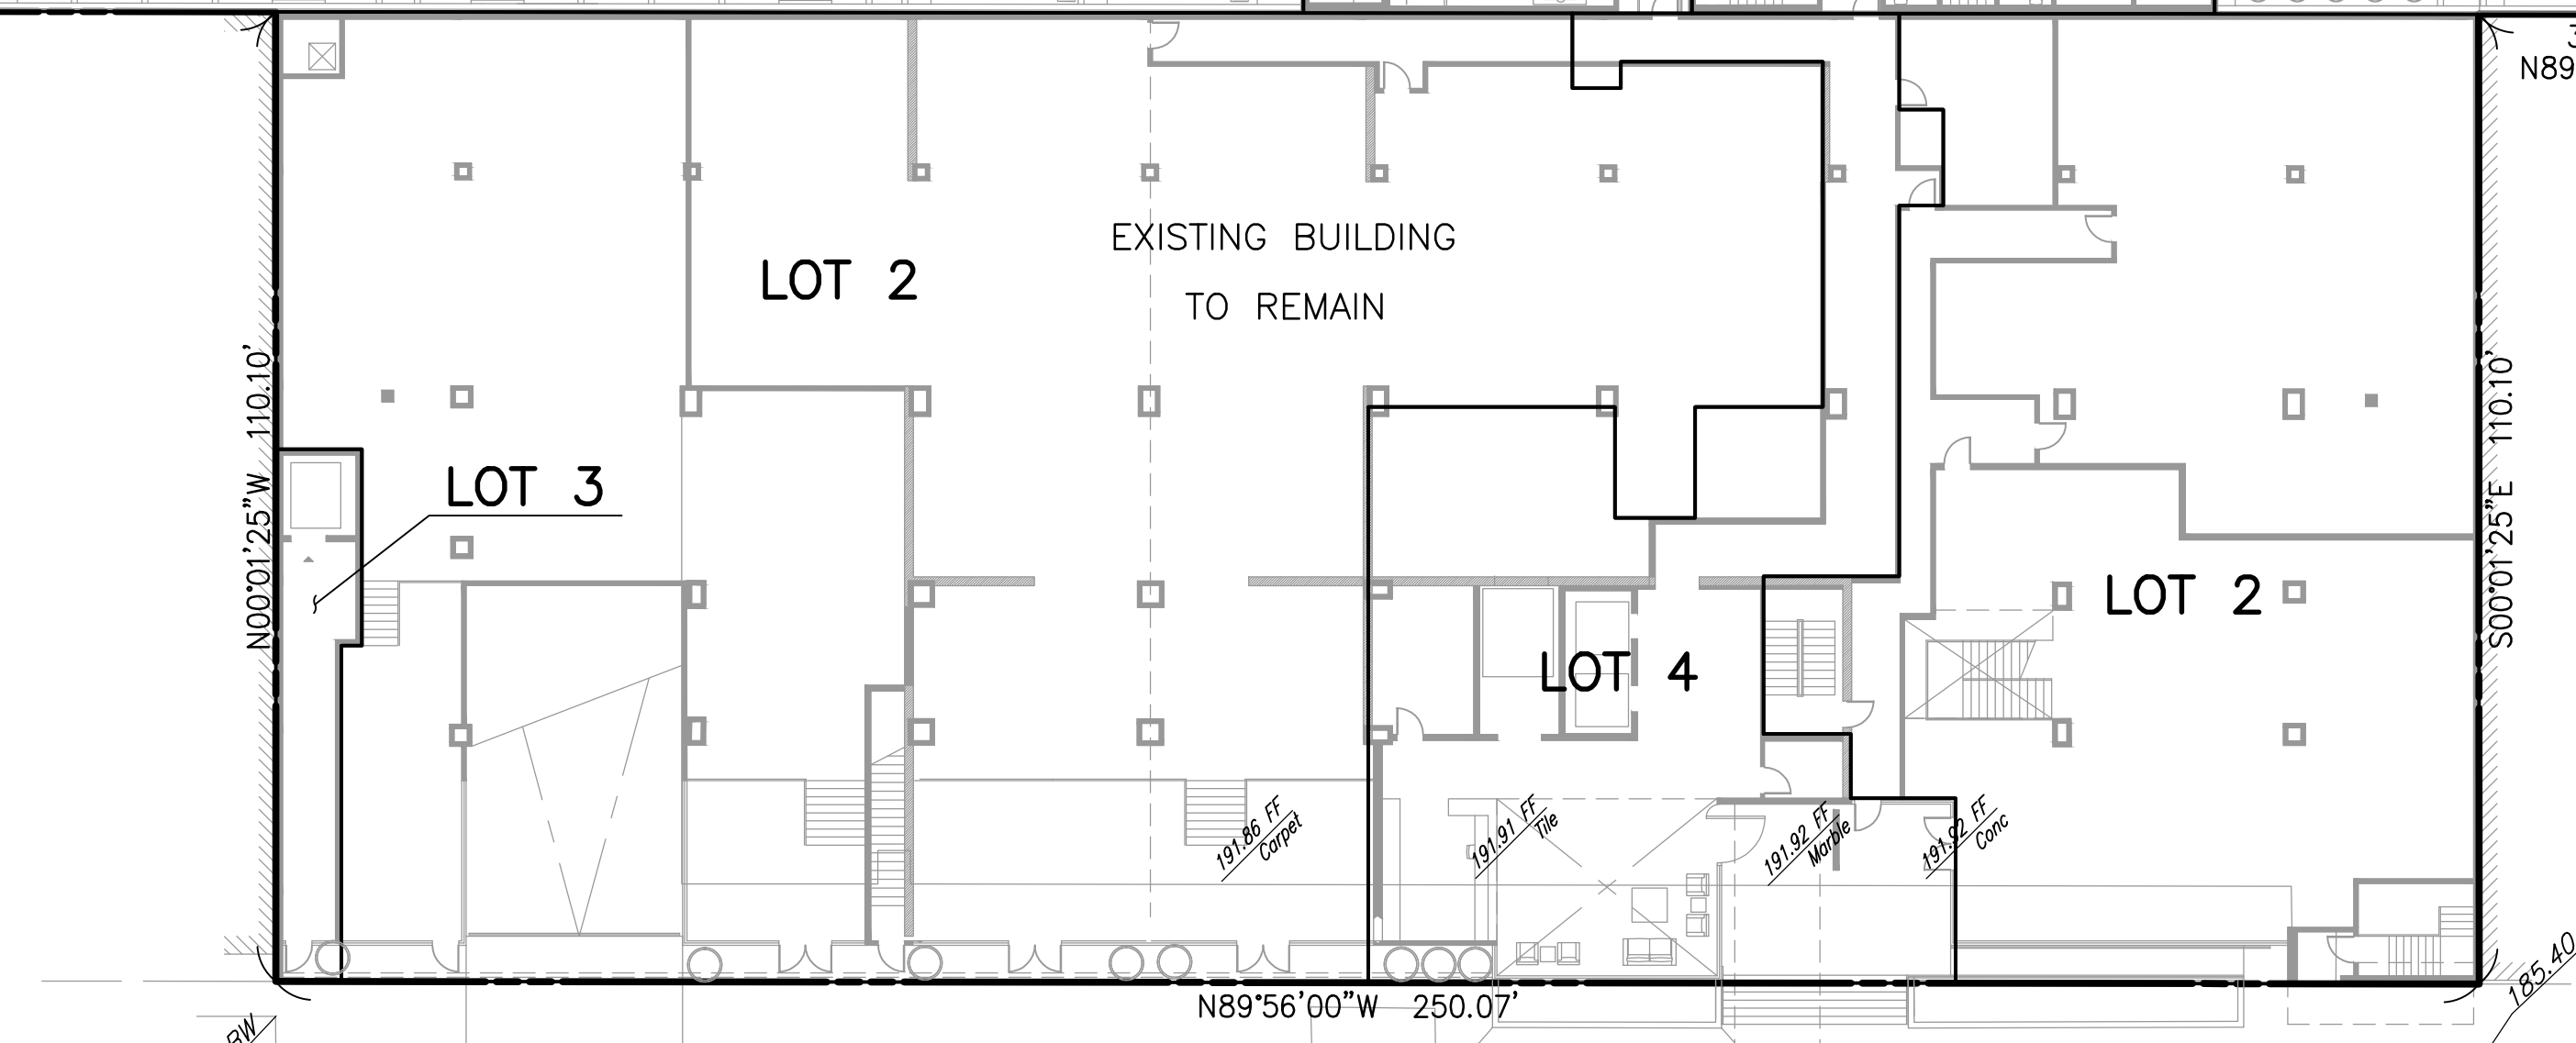 N89
EXISTING BUILDING
TO REMAIN
LOT 2
N00°01'25"W 110.10'
S00°01'25"E 110.10'
LOT 3
LOT 2
LOT 4
191.86 FF
Carpet
191.91 FF
Tile
191.92 FF
Marble
191.92 FF
Conc
N89°56'00"W 250.07'
185.40
BW